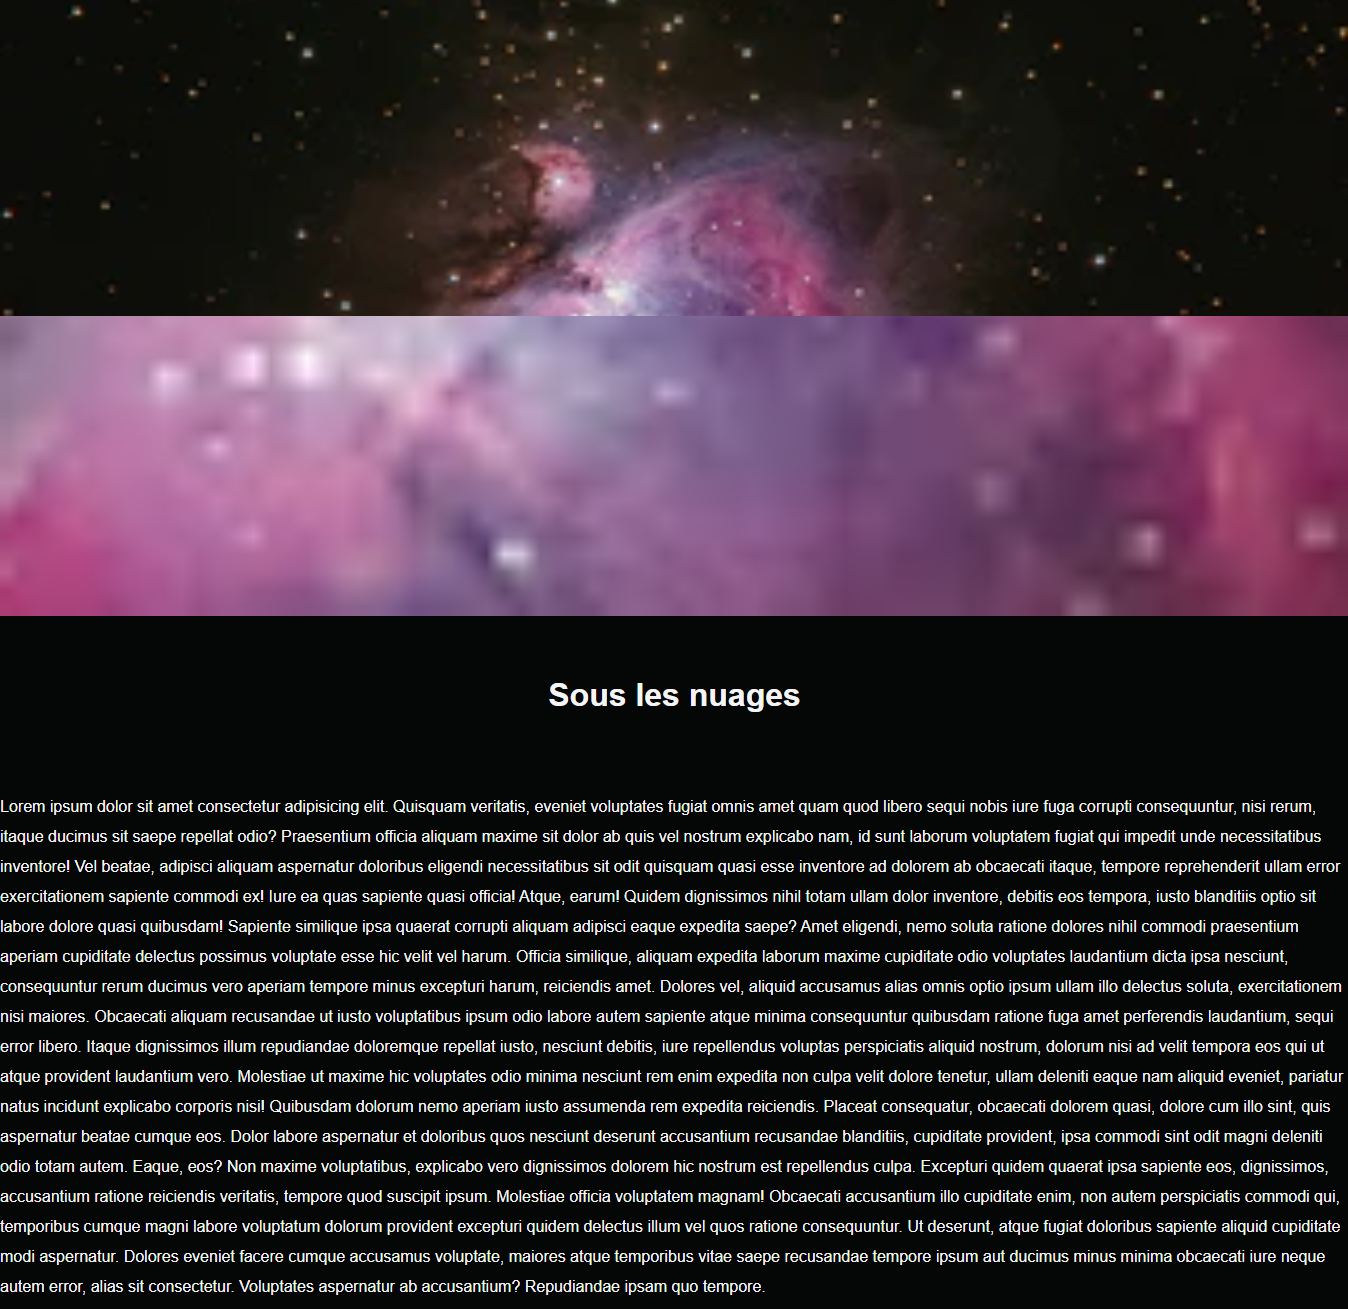 Sous les nuages
Lorem ipsum dolor sit amet consectetur adipisicing elit. Quisquam veritatis, eveniet voluptates fugiat omnis amet quam quod libero sequi nobis iure fuga corrupti consequuntur, nisi rerum,
itaque ducimus sit saepe repellat odio? Praesentium officia aliquam maxime sit dolor ab quis vel nostrum explicabo nam, id sunt laborum voluptatem fugiat qui impedit unde necessitatibus
inventore! Vel beatae, adipisci aliquam aspernatur doloribus eligendi necessitatibus sit odit quisquam quasi esse inventore ad dolorem ab obcaecati itaque, tempore reprehenderit ullam error
exercitationem sapiente commodi ex! Iure ea quas sapiente quasi officia! Atque, earum! Quidem dignissimos nihil totam ullam dolor inventore, debitis eos tempora, iusto blanditiis optio sit
labore dolore quasi quibusdam! Sapiente similique ipsa quaerat corrupti aliquam adipisci eaque expedita saepe? Amet eligendi, nemo soluta ratione dolores nihil commodi praesentium
aperiam cupiditate delectus possimus voluptate esse hic velit vel harum. Officia similique, aliquam expedita laborum maxime cupiditate odio voluptates laudantium dicta ipsa nesciunt,
consequuntur rerum ducimus vero aperiam tempore minus excepturi harum, reiciendis amet. Dolores vel, aliquid accusamus alias omnis optio ipsum ullam illo delectus soluta, exercitationem
nisi maiores. Obcaecati aliquam recusandae ut iusto voluptatibus ipsum odio labore autem sapiente atque minima consequuntur quibusdam ratione fuga amet perferendis laudantium, sequi
error libero. Itaque dignissimos illum repudiandae doloremque repellat iusto, nesciunt debitis, iure repellendus voluptas perspiciatis aliquid nostrum, dolorum nisi ad velit tempora eos qui ut
atque provident laudantium vero. Molestiae ut maxime hic voluptates odio minima nesciunt rem enim expedita non culpa velit dolore tenetur, ullam deleniti eaque nam aliquid eveniet, pariatur
natus incidunt explicabo corporis nisi! Quibusdam dolorum nemo aperiam iusto assumenda rem expedita reiciendis. Placeat consequatur, obcaecati dolorem quasi, dolore cum illo sint, quis
aspernatur beatae cumque eos. Dolor labore aspernatur et doloribus quos nesciunt deserunt accusantium recusandae blanditiis, cupiditate provident, ipsa commodi sint odit magni deleniti
odio totam autem. Eaque, eos? Non maxime voluptatibus, explicabo vero dignissimos dolorem hic nostrum est repellendus culpa. Excepturi quidem quaerat ipsa sapiente eos, dignissimos,
accusantium ratione reiciendis veritatis, tempore quod suscipit ipsum. Molestiae officia voluptatem magnam! Obcaecati accusantium illo cupiditate enim, non autem perspiciatis commodi qui,
temporibus cumque magni labore voluptatum dolorum provident excepturi quidem delectus illum vel quos ratione consequuntur. Ut deserunt, atque fugiat doloribus sapiente aliquid cupiditate
modi aspernatur. Dolores eveniet facere cumque accusamus voluptate, maiores atque temporibus vitae saepe recusandae tempore ipsum aut ducimus minus minima obcaecati iure neque
autem error, alias sit consectetur. Voluptates aspernatur ab accusantium? Repudiandae ipsam quo tempore.